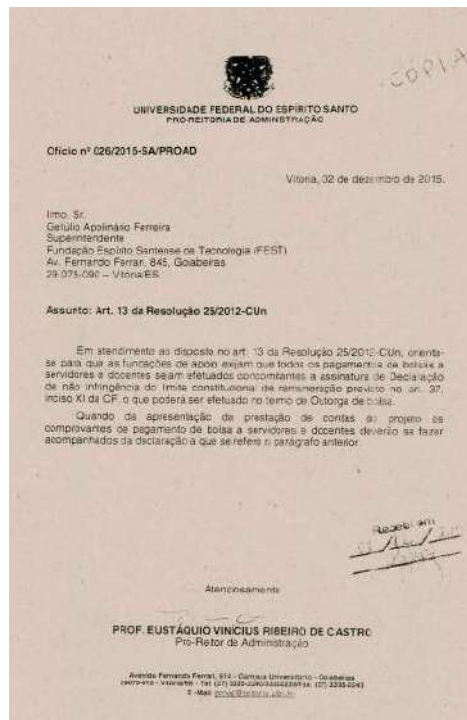 CÓPIA
UNIVERSIDADE FEDERAL DO ESPÍRITO SANTO
PRÓ-REITORIA DE ADMINISTRAÇÃO
Ofício nº 026/2015-SA/PROAD
Vitória, 02 de dezembro de 2015.
Ilmo. Sr.
Getúlio Apolinário Ferreira
Superintendente
Fundação Espírito Santense de Tecnologia (FEST)
Av. Fernando Ferrari, 845, Goiabeiras
29.075-090 – Vitória/ES
Assunto: Art. 13 da Resolução 25/2012-CUn
Em atendimento ao disposto no art. 13 da Resolução 25/2012-CUn, orienta-
se para que as fundações de apoio exijam que todos os pagamentos de bolsas a
servidores e docentes sejam efetuados concomitantes a assinatura de Declaração
de não infringência do limite constitucional de remuneração previsto no art. 37,
inciso XI da CF, o que poderá ser efetuado no termo de Outorga de bolsa.
Quando da apresentação da prestação de contas do projeto os
comprovantes de pagamento de bolsa a servidores e docentes deverão se fazer
acompanhados da declaração a que se refere o parágrafo anterior.
Recebi em
Atenciosamente
PROF. EUSTÁQUIO VINICIUS RIBEIRO DE CASTRO
Pró-Reitor de Administração
Avenida Fernando Ferrari, 514 - Campus Universitário - Goiabeiras
E-Mail: